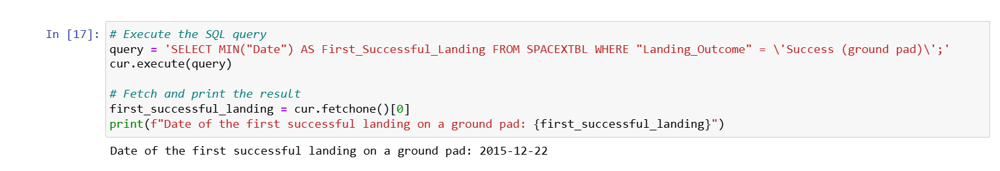 In [17]: # Execute the SQL query
query = 'SELECT MIN("Date") AS First_Successful_Landing FROM SPACEXTBL WHERE "Landing_Outcome" = \'Success (ground pad)\';'
cur.execute(query)
# Fetch and print the result
first_successful_landing = cur.fetchone()[0]
print(f"Date of the first successful landing on a ground pad: {first_successful_landing}")
Date of the first successful landing on a ground pad: 2015-12-22